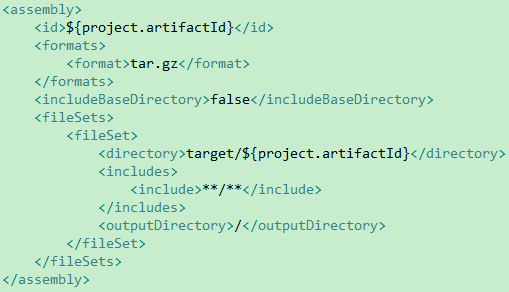 <assembly>
    <id>${project.artifactId}</id>
    <formats>
        <format>tar.gz</format>
    </formats>
    <includeBaseDirectory>false</includeBaseDirectory>
    <fileSets>
        <fileSet>
            <directory>target/${project.artifactId}</directory>
            <includes>
                <include>**/**</include>
            </includes>
            <outputDirectory>/</outputDirectory>
        </fileSet>
    </fileSets>
</assembly>